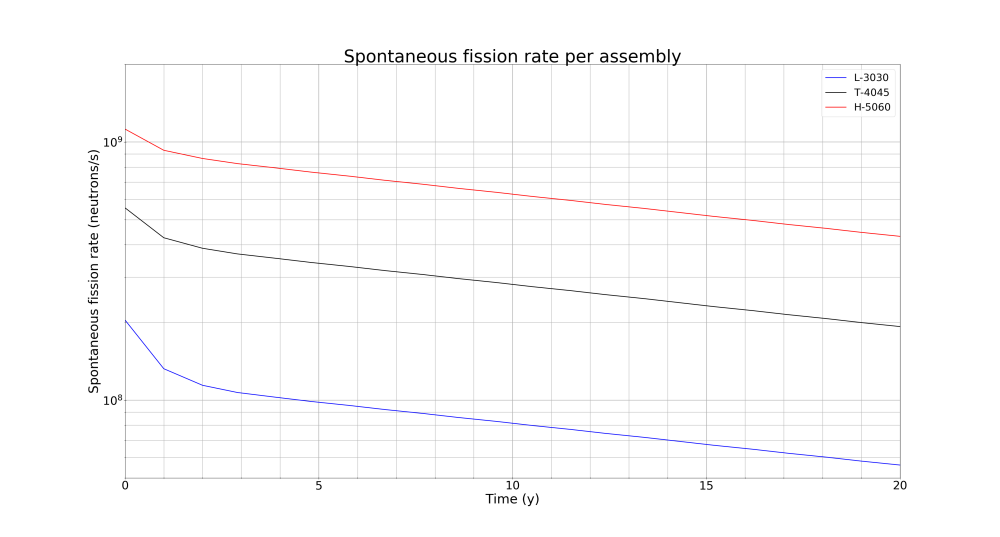 Spontaneous fission rate per assembly
L-3030
T-4045
H-5060
10⁹
10⁸
Spontaneous fission rate (neutrons/s)
0 5 10 15 20
Time (y)